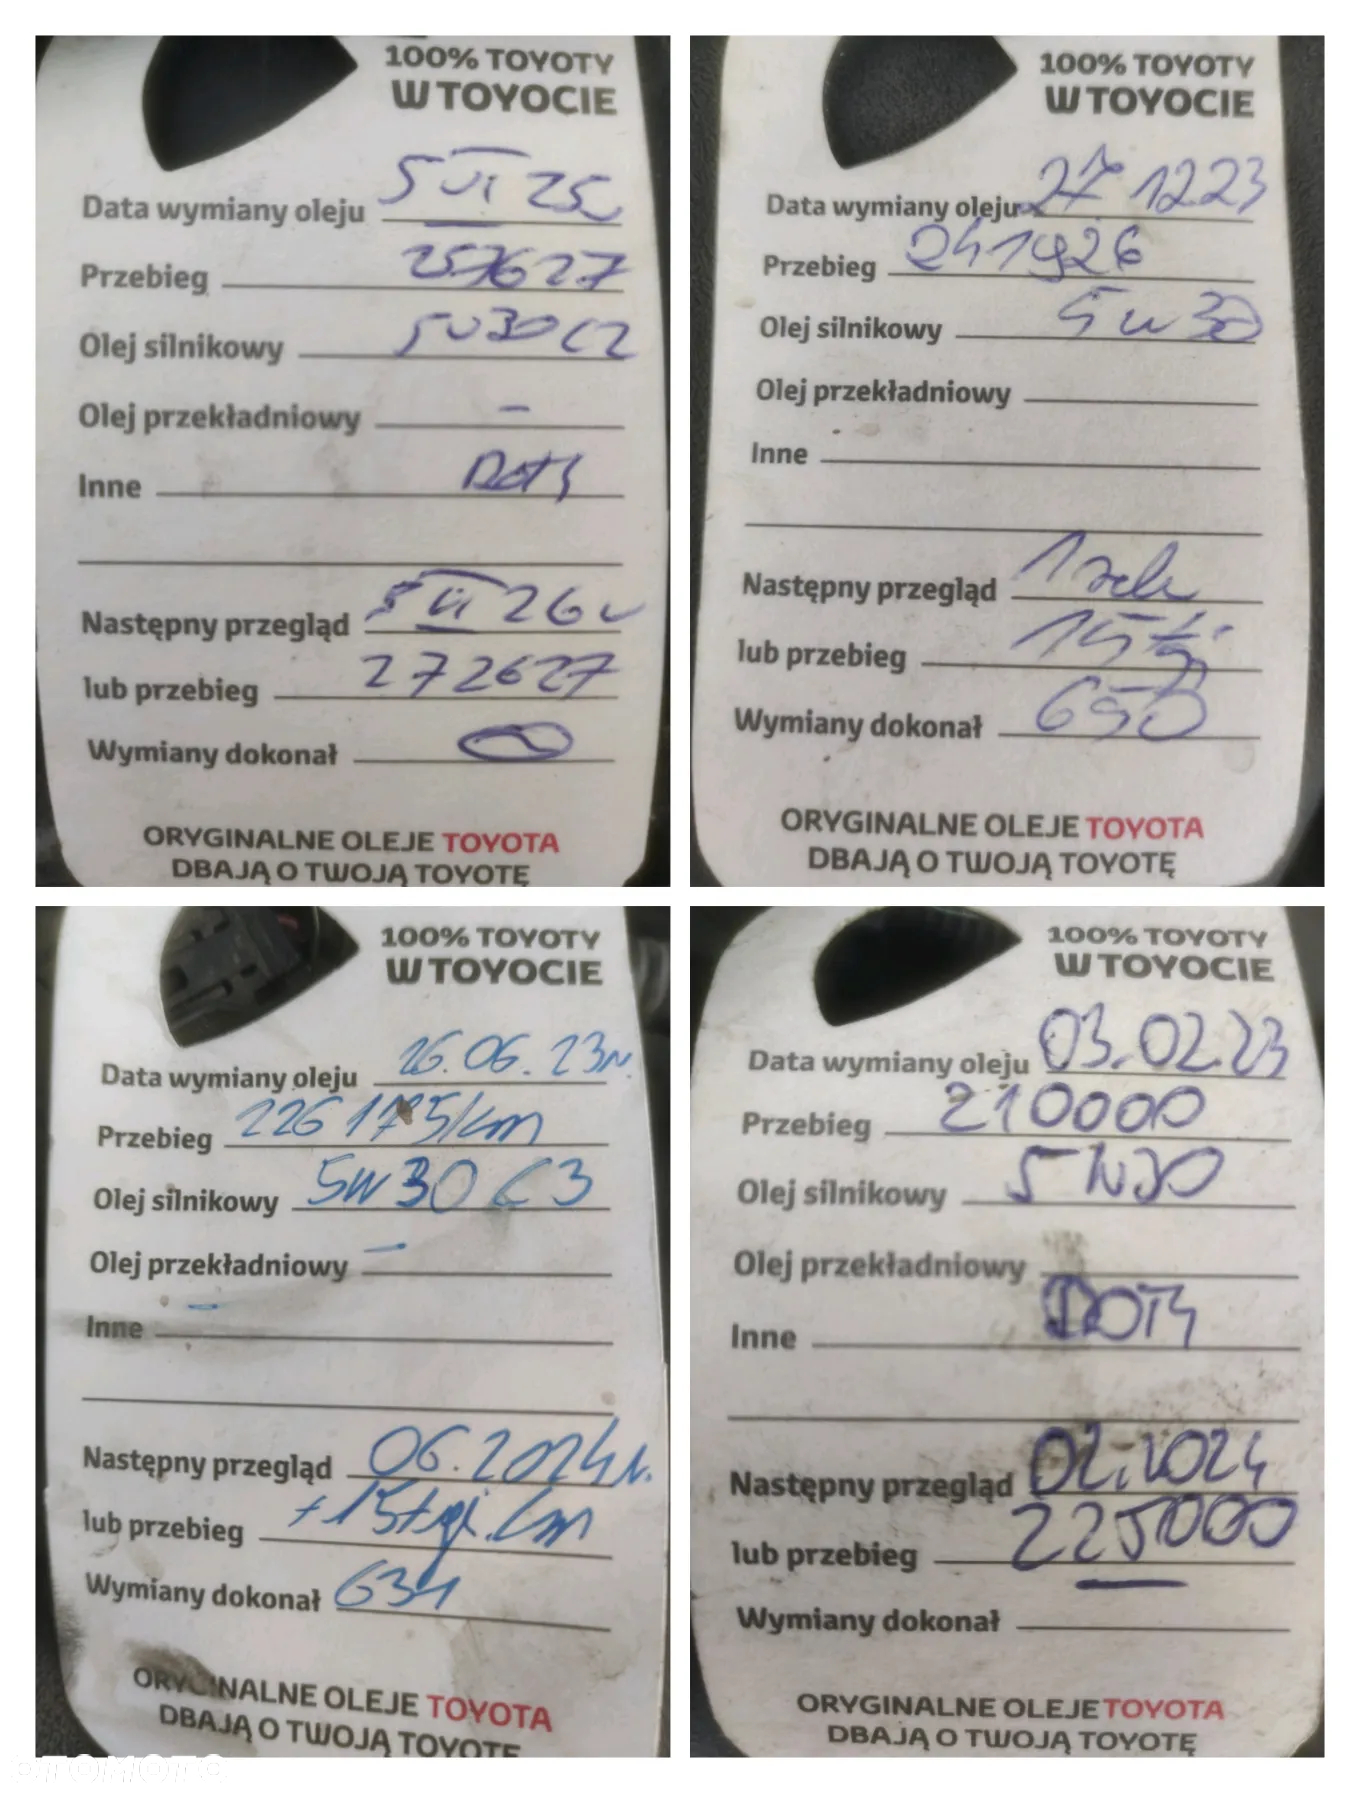 100% TOYOTY
W TOYOCIE
Data wymiany oleju 5 VI 25
Przebieg 257627
Olej silnikowy 5W30 C2
Olej przekładniowy –
Inne Dot4
Następny przegląd 5 VI 26
lub przebieg 272627
Wymiany dokonał
ORYGINALNE OLEJE TOYOTA
DBAJĄ O TWOJĄ TOYOTĘ
100% TOYOTY
W TOYOCIE
Data wymiany oleju 27 12 23
Przebieg 241926
Olej silnikowy 5W30
Olej przekładniowy
Inne
Następny przegląd 1 rok
lub przebieg 15 t
Wymiany dokonał 650
ORYGINALNE OLEJE TOYOTA
DBAJĄ O TWOJĄ TOYOTĘ
100% TOYOTY
W TOYOCIE
Data wymiany oleju 26.06.23r.
Przebieg 226175km
Olej silnikowy 5W30 C3
Olej przekładniowy –
Inne –
Następny przegląd 06.2024r.
lub przebieg +15tyś.km
Wymiany dokonał 634
ORYGINALNE OLEJE TOYOTA
DBAJĄ O TWOJĄ TOYOTĘ
100% TOYOTY
W TOYOCIE
Data wymiany oleju 03.02.23
Przebieg 210000
Olej silnikowy 5W30
Olej przekładniowy
Inne DOT4
Następny przegląd 02.2024
lub przebieg 225000
Wymiany dokonał
ORYGINALNE OLEJE TOYOTA
DBAJĄ O TWOJĄ TOYOTĘ
OTOMOTO